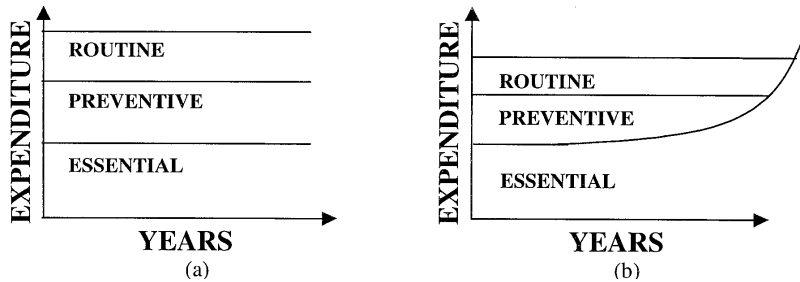 EXPENDITURE
ROUTINE
PREVENTIVE
ESSENTIAL
YEARS
(a)
EXPENDITURE
ROUTINE
PREVENTIVE
ESSENTIAL
YEARS
(b)